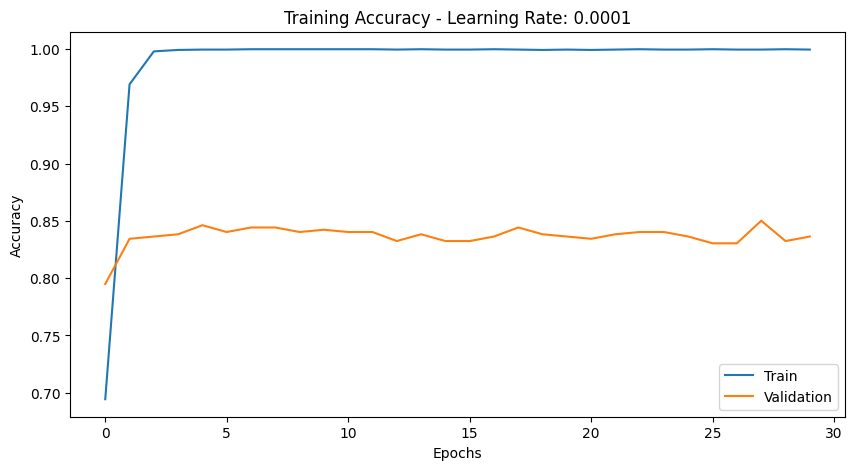 Training Accuracy - Learning Rate: 0.0001
1.00
0.95
0.90
0.85
0.80
0.75
0.70
Accuracy
0 5 10 15 20 25 30
Epochs
Train
Validation